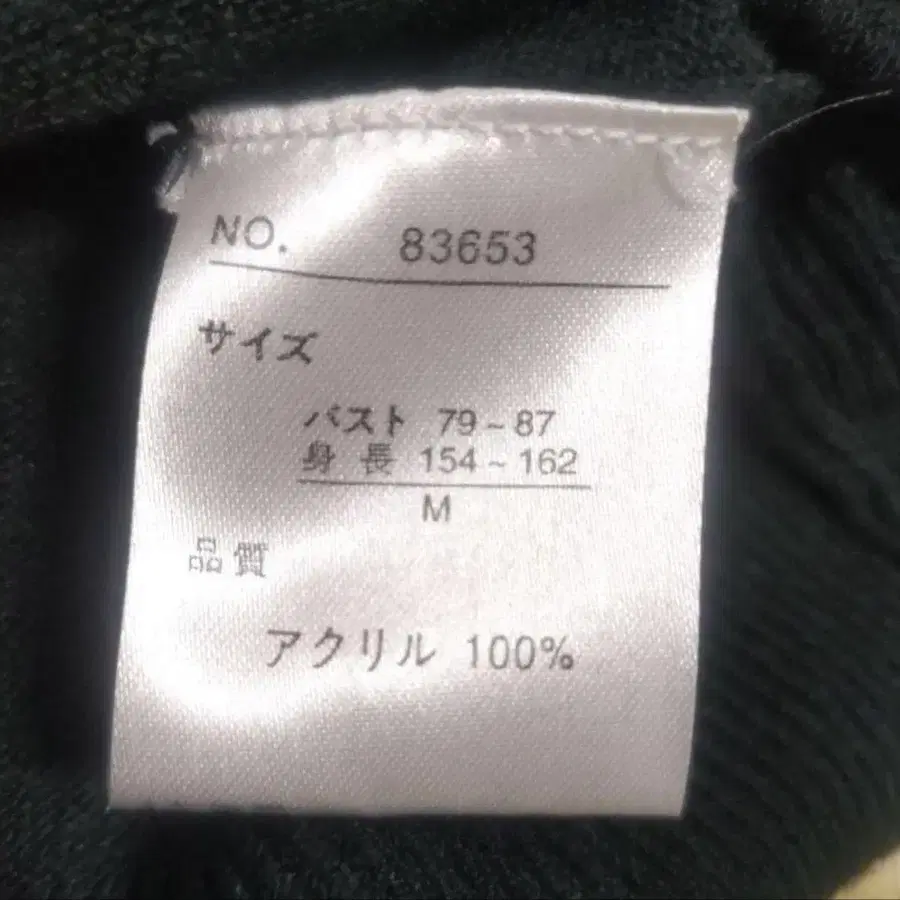 NO. 83653
サイズ
バスト 79~87
身長 154~162
M
品質
アクリル 100%